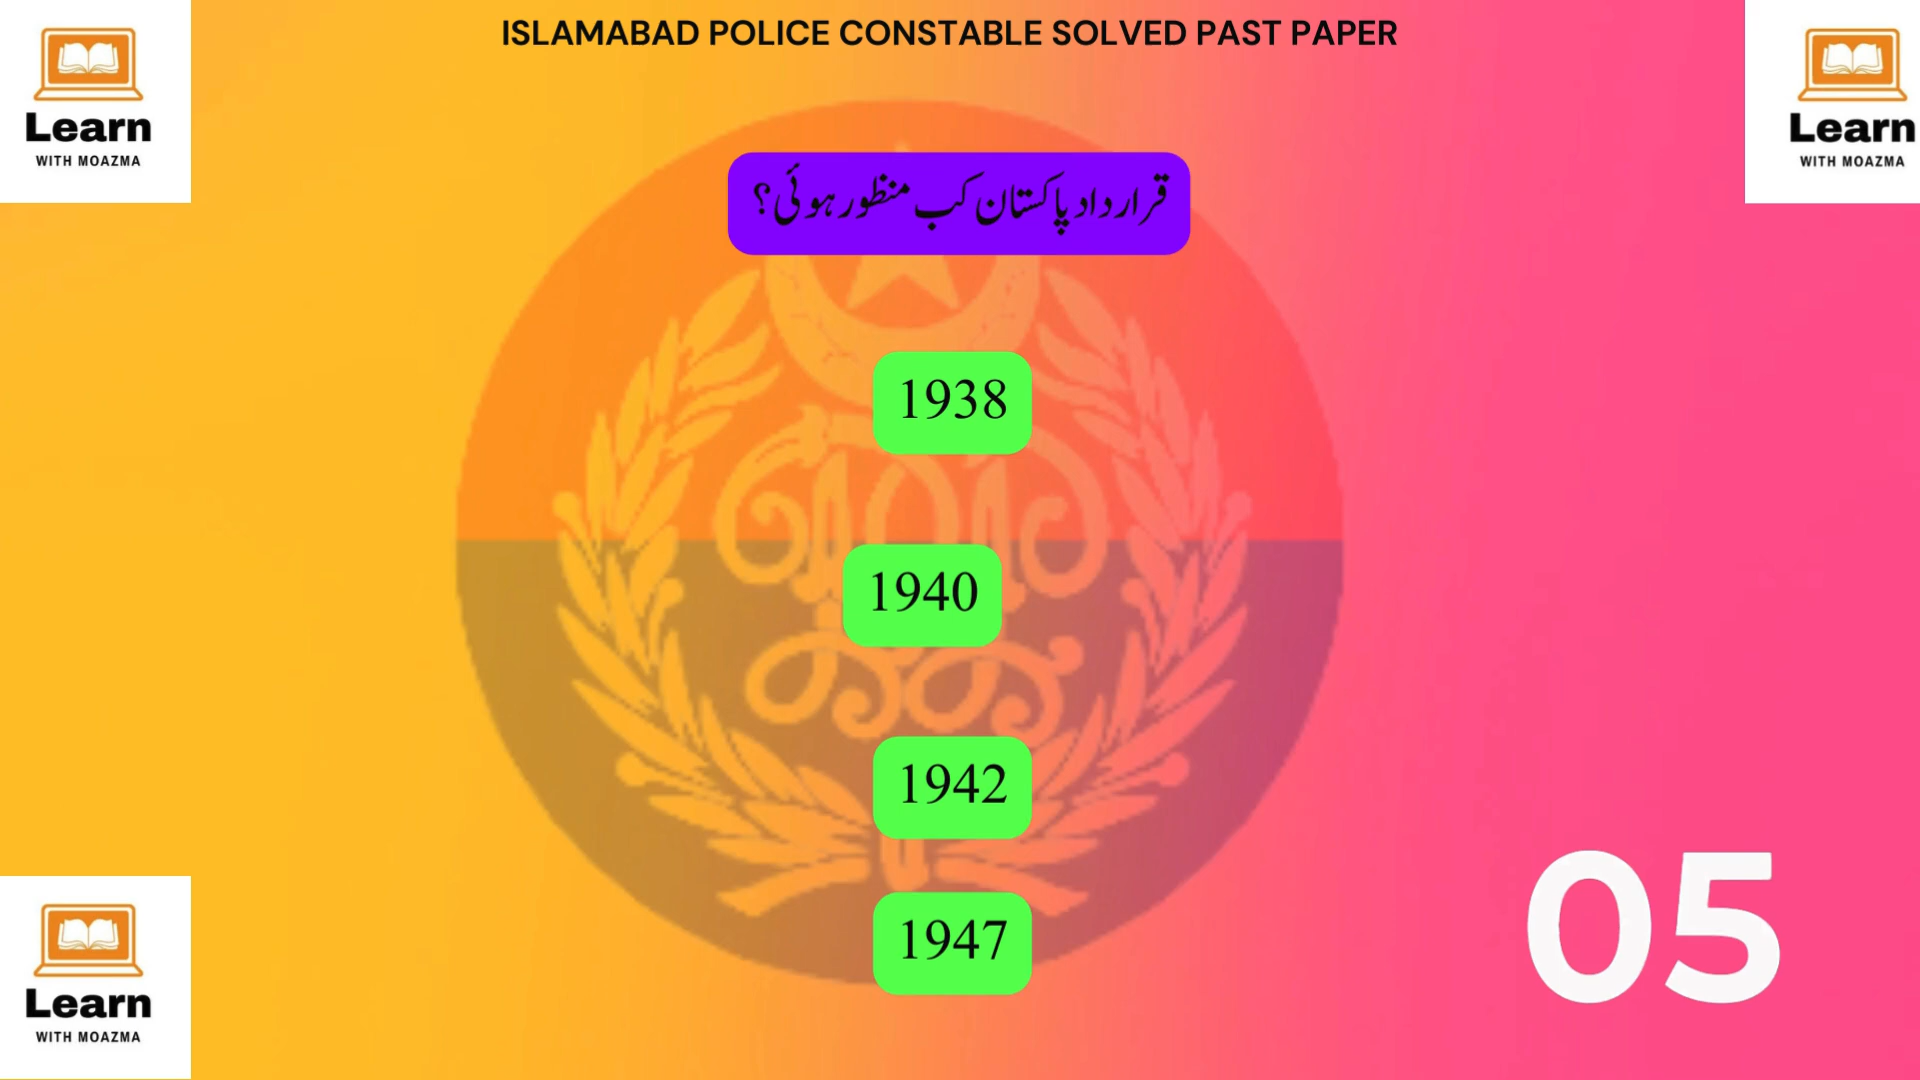 ISLAMABAD POLICE CONSTABLE SOLVED PAST PAPER
Learn
WITH MOAZMA
Learn
WITH MOAZMA
قرارداد پاکستان کب منظور ہوئی؟
1938
1940
1942
1947
05
Learn
WITH MOAZMA